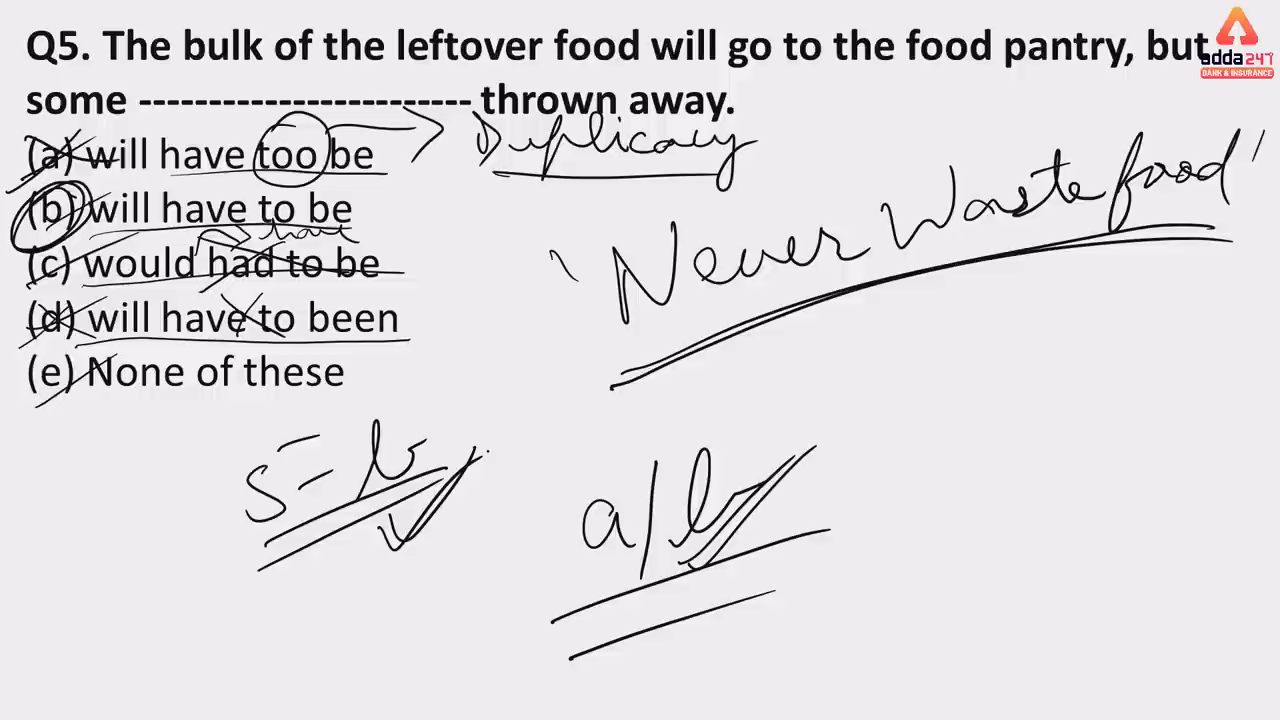 Q5. The bulk of the leftover food will go to the food pantry, but
some ------------------------ thrown away.
adda247
BANK & INSURANCE
(a) will have too be
Duplicacy
(b) will have to be
have
(c) would had to be
(d) will have to been
(e) None of these
'Never Waste food'
5 = b
a/b